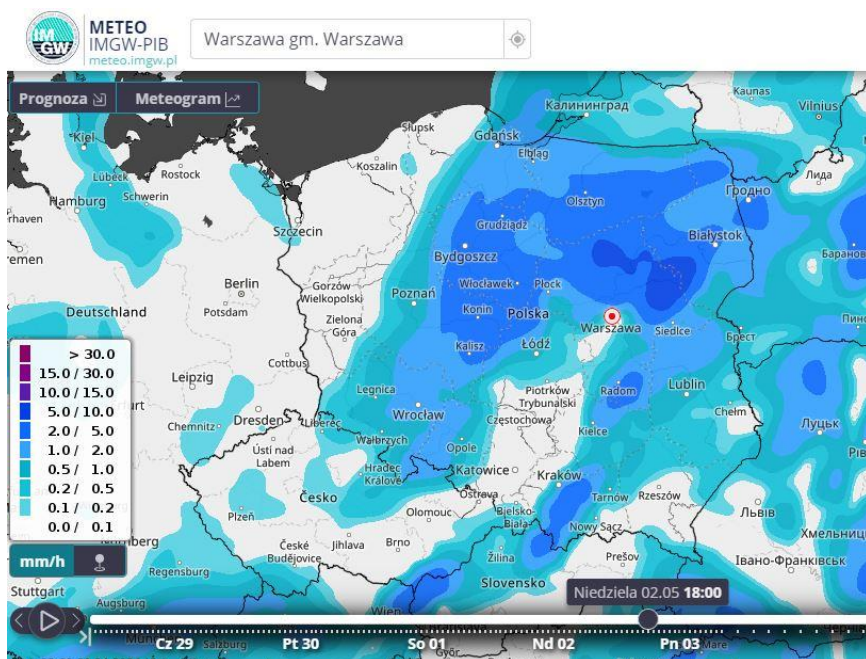 IM
GW
METEO
IMGW-PIB
meteo.imgw.pl
Warszawa gm. Warszawa
Prognoza
Meteogram
Kiel
Lübeck
Rostock
Hamburg
Schwerin
Szczecin
Koszalin
Słupsk
Gdańsk
Elbląg
Калининград
Kaunas
Vilnius
Лида
Гродно
Olsztyn
Grudziądz
Bydgoszcz
Białystok
Berlin
Potsdam
Gorzów
Wielkopolski
Poznań
Włocławek
Płock
Konin
Polska
Warszawa
Siedlce
Брест
Deutschland
Zielona
Góra
Kalisz
Łódź
Cottbus
Leipzig
Legnica
Piotrków
Trybunalski
Radom
Lublin
Chełm
Луцьк
Chemnitz
Dresden
Liberec
Wrocław
Częstochowa
Kielce
Wałbrzych
Opole
Ústí nad
Labem
Hradec
Králové
Katowice
Kraków
Česko
Ostrava
Tarnów
Rzeszów
Plzeň
Olomouc
Bielsko-
Biała
Nowy Sącz
Львів
České
Budějovice
Jihlava
Brno
Žilina
Prešov
Івано-Франківськ
Regensburg
Slovensko
Stuttgart
Augsburg
Wien
Salzburg
Győr
Mare
> 30.0
15.0 / 30.0
10.0 / 15.0
5.0 / 10.0
2.0 / 5.0
1.0 / 2.0
0.5 / 1.0
0.2 / 0.5
0.1 / 0.2
0.0 / 0.1
mm/h
Niedziela 02.05 18:00
Cz 29
Pt 30
So 01
Nd 02
Pn 03